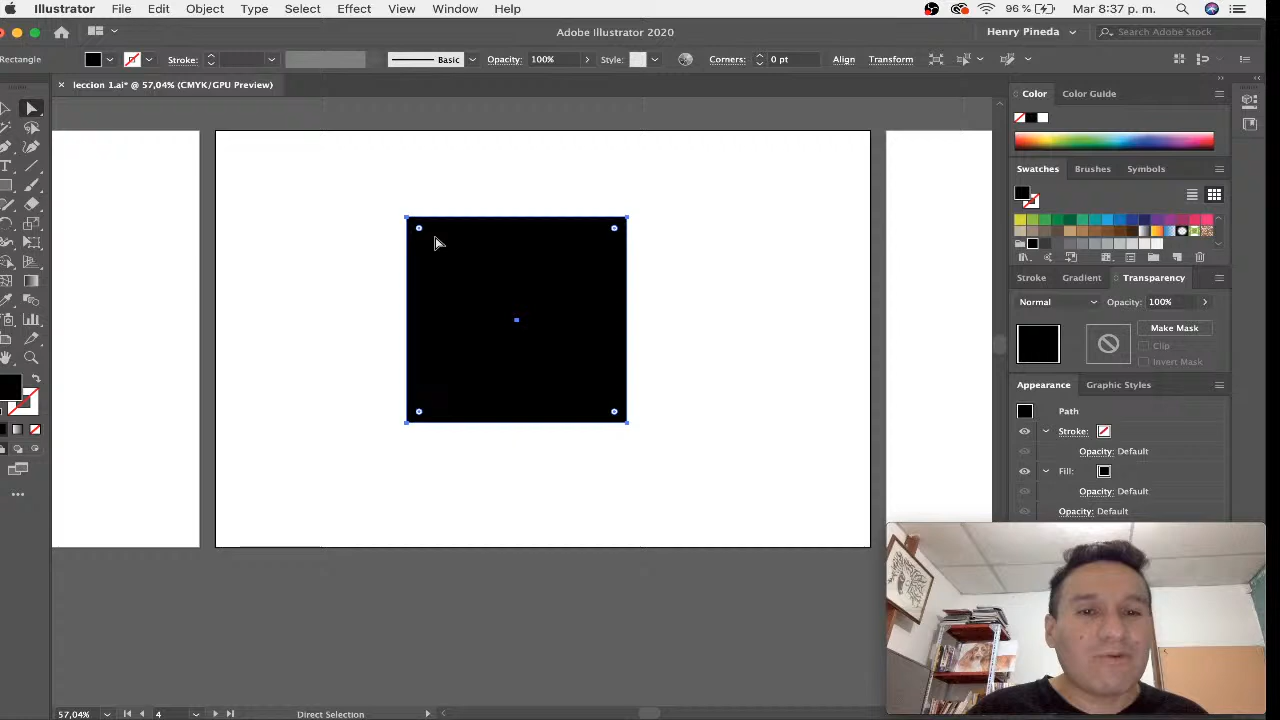 Illustrator File Edit Object Type Select Effect View Window Help 96 % Mar 8:37 p. m.
Adobe Illustrator 2020 Henry Pineda Search Adobe Stock
Rectangle Stroke: Basic Opacity: 100% Style: Corners: 0 pt Align Transform
leccion 1.ai* @ 57,04% (CMYK/GPU Preview)
Color Color Guide
Swatches Brushes Symbols
Stroke Gradient Transparency
Normal Opacity: 100%
Make Mask
Clip
Invert Mask
Appearance Graphic Styles
Path
Stroke:
Opacity: Default
Fill:
Opacity: Default
Opacity: Default
57,04% 4 Direct Selection